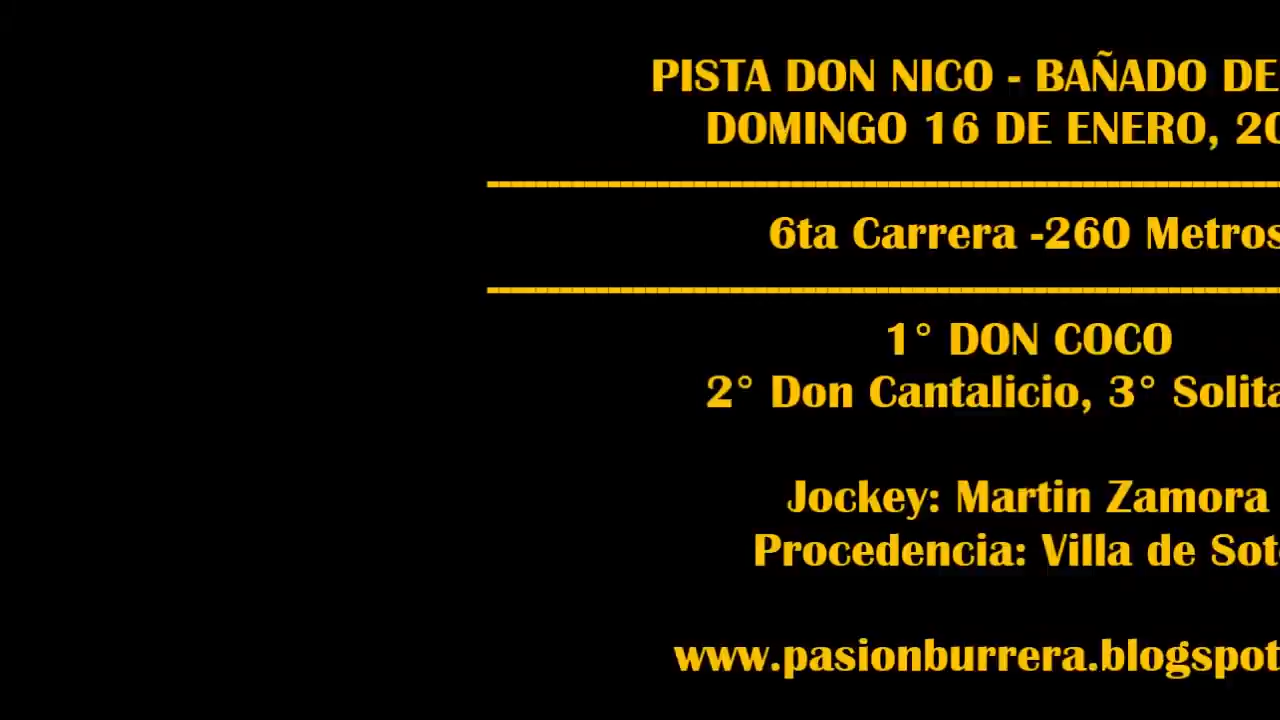 PISTA DON NICO - BAÑADO DE
DOMINGO 16 DE ENERO, 20
6ta Carrera -260 Metros
1° DON COCO
2° Don Cantalicio, 3° Solita
Jockey: Martin Zamora
Procedencia: Villa de Sot
www.pasionburrera.blogspot